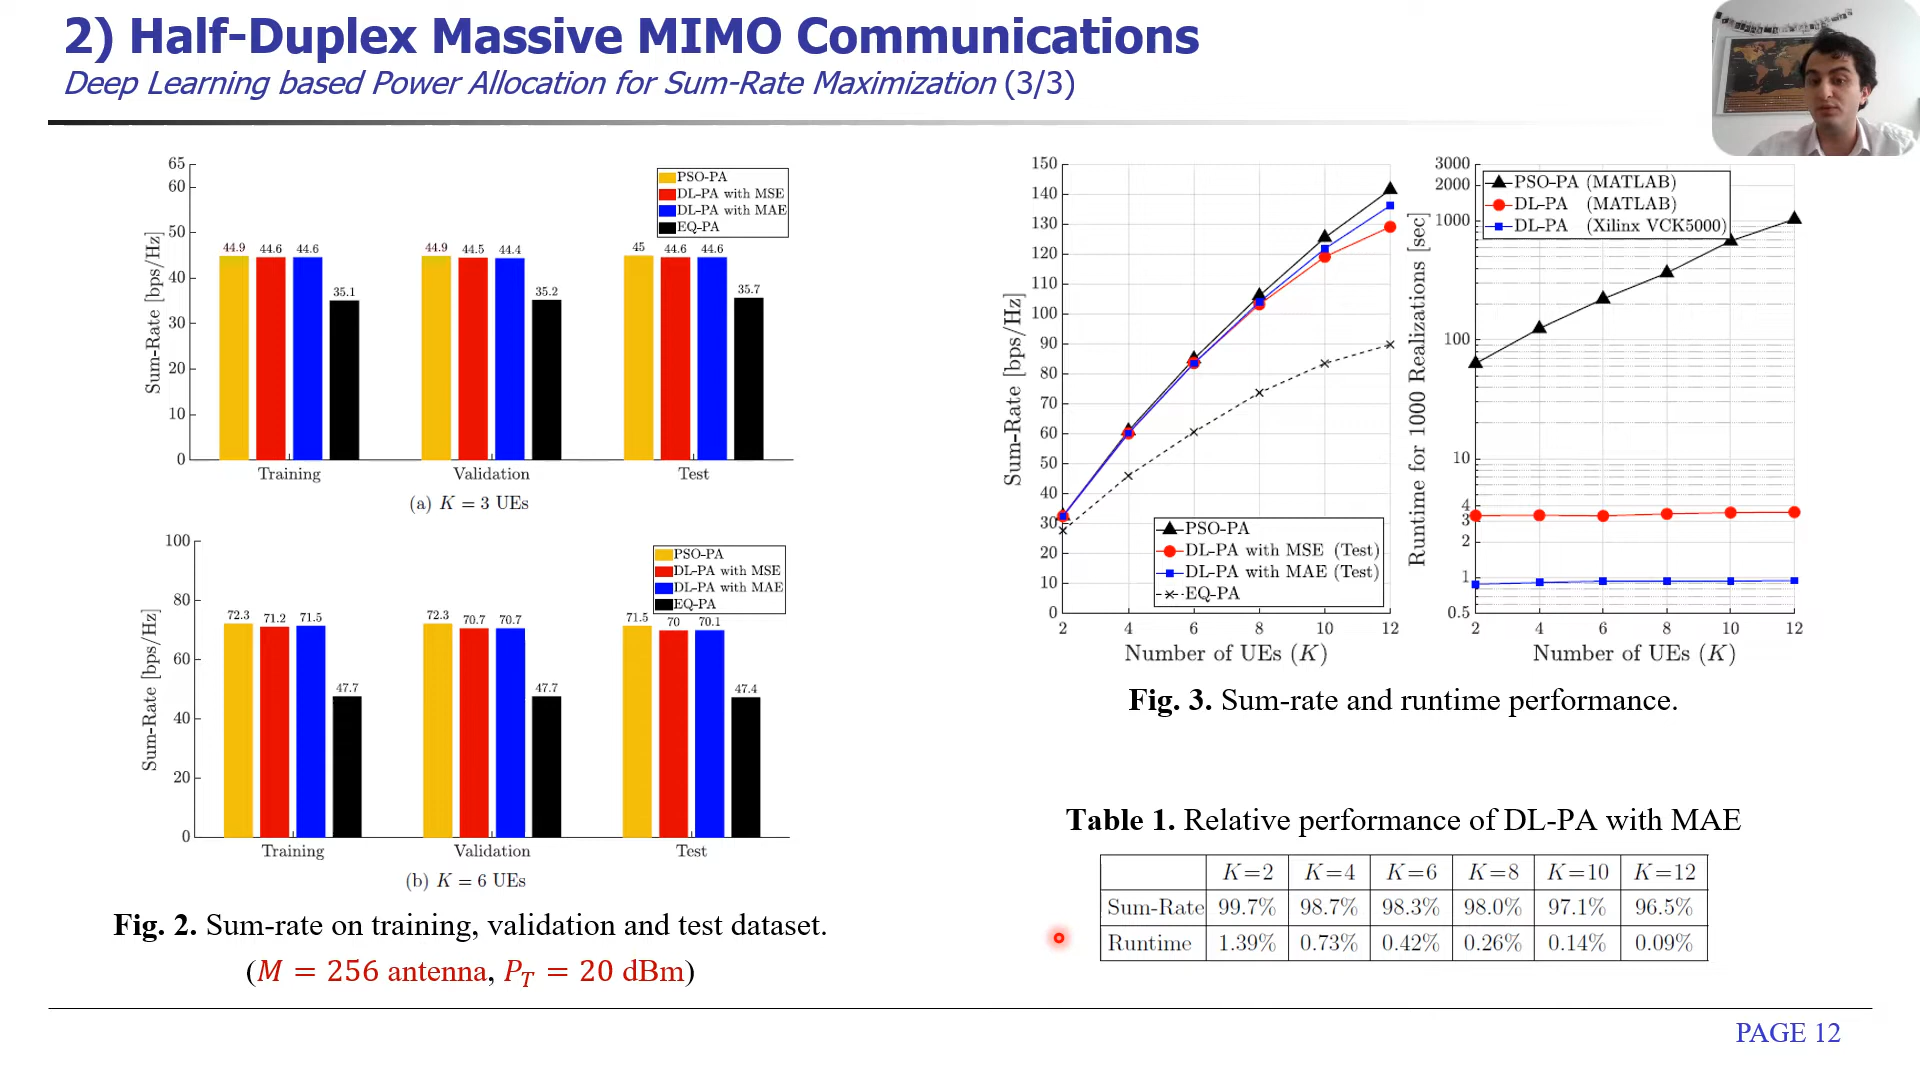 2) Half-Duplex Massive MIMO Communications
Deep Learning based Power Allocation for Sum-Rate Maximization (3/3)
65
60
50
40
30
20
10
0
Sum-Rate [bps/Hz]
PSO-PA
DL-PA with MSE
DL-PA with MAE
EQ-PA
44.9 44.6 44.6 35.1
44.9 44.5 44.4 35.2
45 44.6 44.6 35.7
Training Validation Test
(a) K = 3 UEs
100
80
60
40
20
0
Sum-Rate [bps/Hz]
PSO-PA
DL-PA with MSE
DL-PA with MAE
EQ-PA
72.3 71.2 71.5 47.7
72.3 70.7 70.7 47.7
71.5 70 70.1 47.4
Training Validation Test
(b) K = 6 UEs
Fig. 2. Sum-rate on training, validation and test dataset.
(M = 256 antenna, P_T = 20 dBm)
150
140
130
120
110
100
90
80
70
60
50
40
30
20
10
0
Sum-Rate [bps/Hz]
PSO-PA
DL-PA with MSE (Test)
DL-PA with MAE (Test)
EQ-PA
2 4 6 8 10 12
Number of UEs (K)
3000
2000
1000
100
10
4
3
2
1
0.5
Runtime for 1000 Realizations [sec]
PSO-PA (MATLAB)
DL-PA (MATLAB)
DL-PA (Xilinx VCK5000)
2 4 6 8 10 12
Number of UEs (K)
Fig. 3. Sum-rate and runtime performance.
Table 1. Relative performance of DL-PA with MAE
K=2 K=4 K=6 K=8 K=10 K=12
Sum-Rate 99.7% 98.7% 98.3% 98.0% 97.1% 96.5%
Runtime 1.39% 0.73% 0.42% 0.26% 0.14% 0.09%
PAGE 12